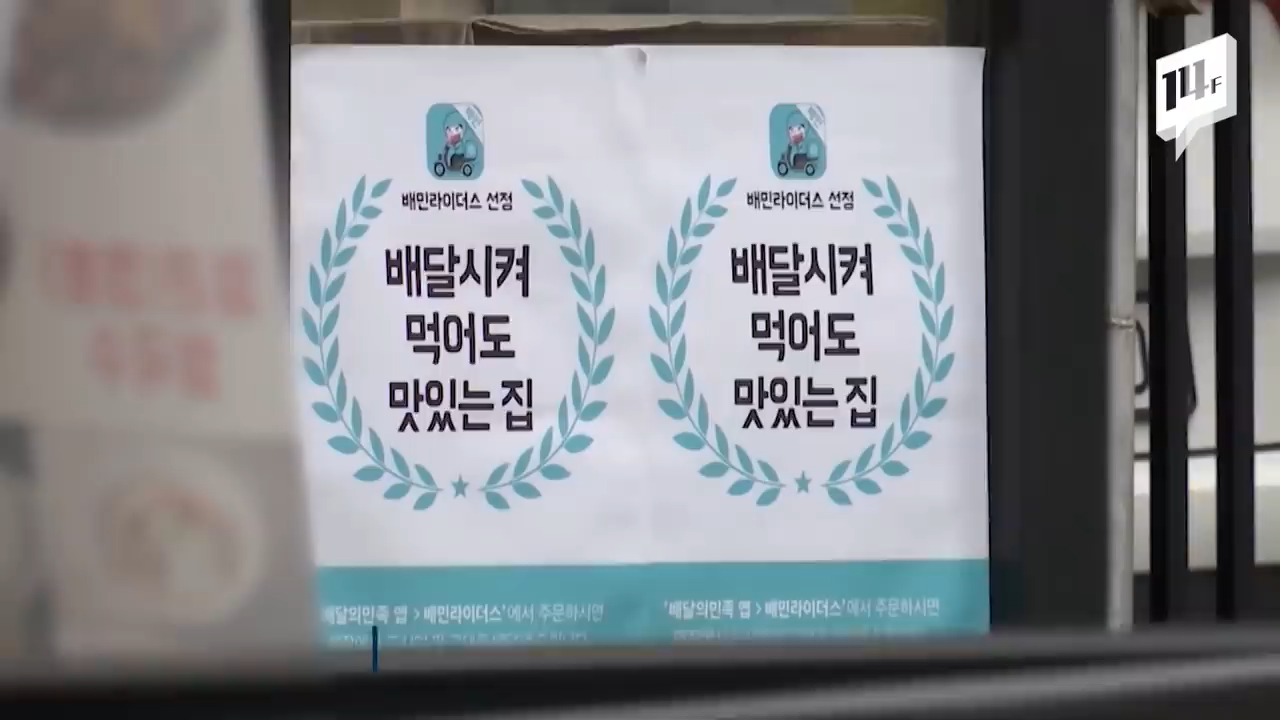 14F
배민라이더스 선정
배달시켜
먹어도
맛있는 집
배달의민족 앱 > 배민라이더스'에서 주문하시면
배민라이더스 선정
배달시켜
먹어도
맛있는 집
'배달의민족 앱 > 배민라이더스'에서 주문하시면